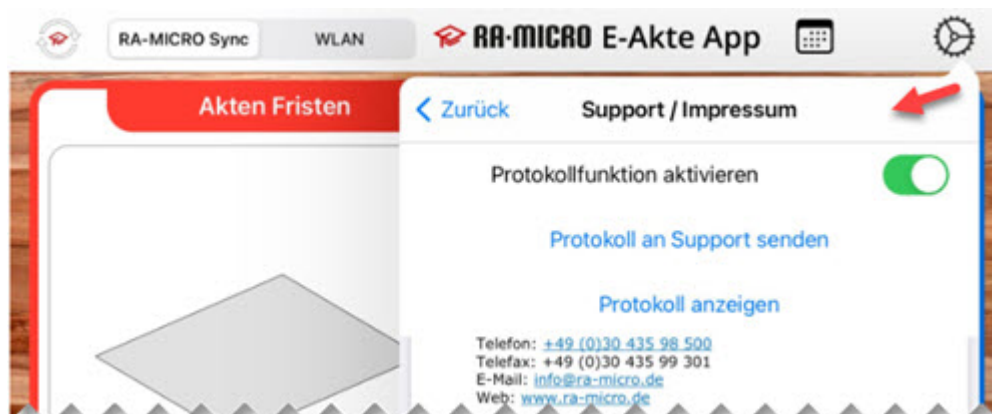 RA-MICRO Sync WLAN RA-MICRO E-Akte App
Akten Fristen
Zurück Support / Impressum
Protokollfunktion aktivieren
Protokoll an Support senden
Protokoll anzeigen
Telefon: +49 (0)30 435 98 500
Telefax: +49 (0)30 435 99 301
E-Mail: info@ra-micro.de
Web: www.ra-micro.de